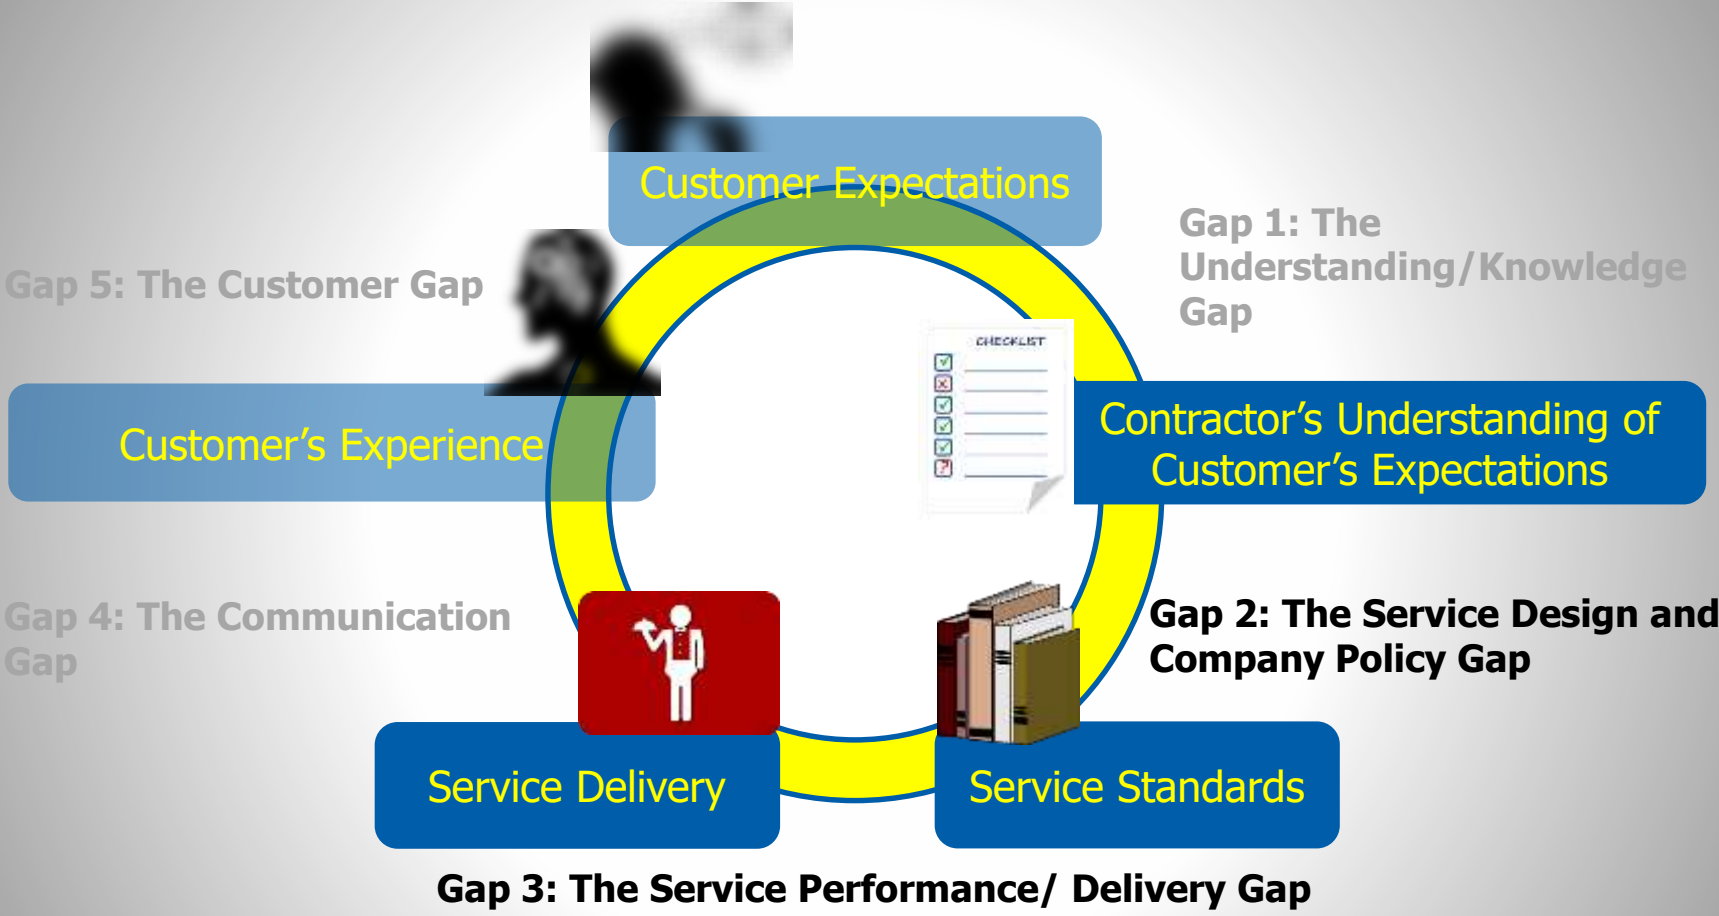 Customer Expectations
Gap 1: The
Understanding/Knowledge
Gap
Gap 5: The Customer Gap
CHECKLIST
Contractor’s Understanding of
Customer’s Expectations
Customer’s Experience
Gap 4: The Communication
Gap
Gap 2: The Service Design and
Company Policy Gap
Service Delivery
Service Standards
Gap 3: The Service Performance/ Delivery Gap